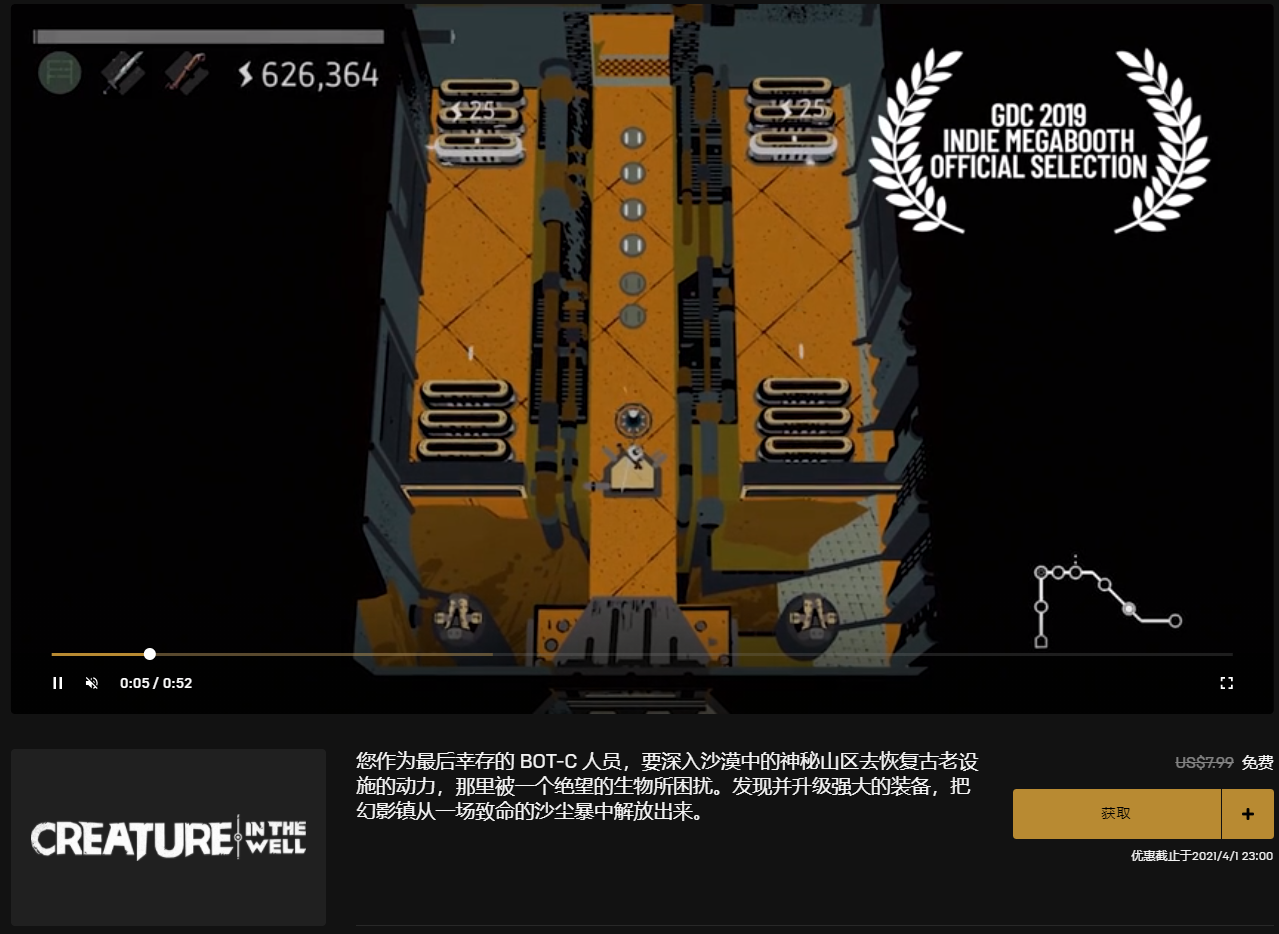 626,364
25
25
GDC 2019
INDIE MEGABOOTH
OFFICIAL SELECTION
0:05 / 0:52
CREATURE IN THE WELL
您作为最后幸存的 BOT-C 人员，要深入沙漠中的神秘山区去恢复古老设
施的动力，那里被一个绝望的生物所困扰。发现并升级强大的装备，把
幻影镇从一场致命的沙尘暴中解放出来。
US$7.99 免费
获取 +
优惠截止于2021/4/1 23:00